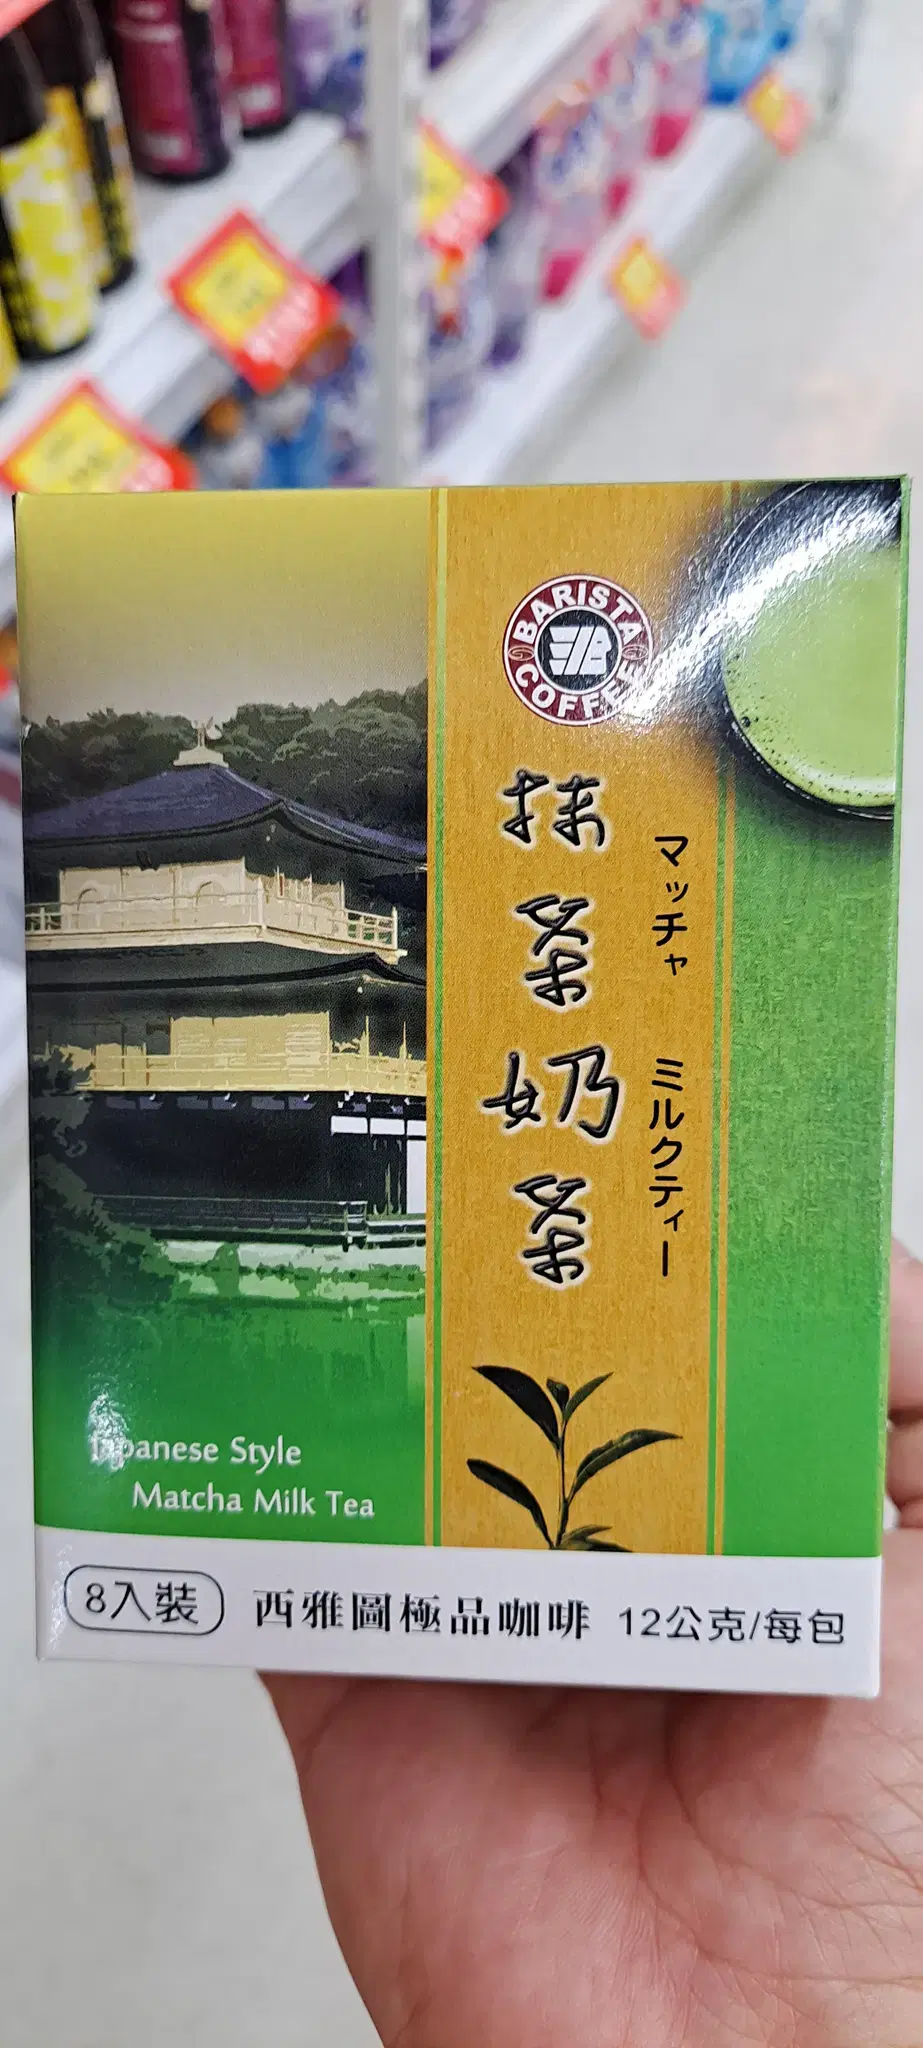 BARISTA
COFFEE
抹茶奶茶
マッチャ ミルクティー
Japanese Style
Matcha Milk Tea
8入裝
西雅圖極品咖啡
12公克/每包